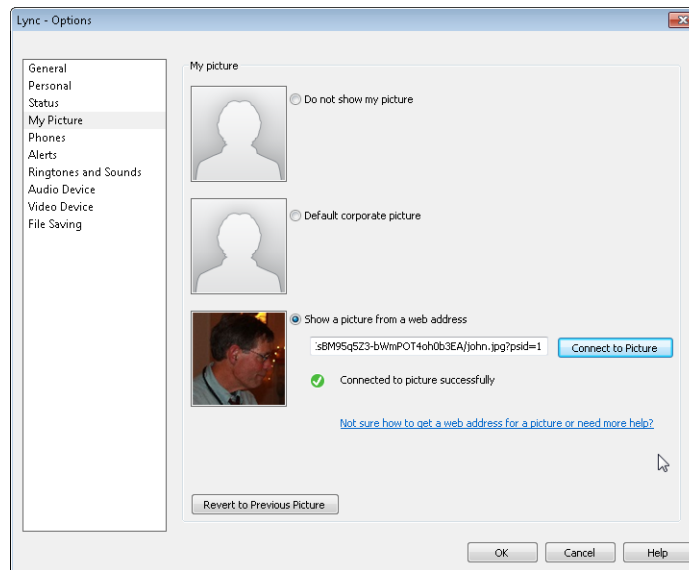 Lync - Options
General
Personal
Status
My Picture
Phones
Alerts
Ringtones and Sounds
Audio Device
Video Device
File Saving
My picture
Do not show my picture
Default corporate picture
Show a picture from a web address
:sBM95q5Z3-bWmPOT4oh0b3EA/john.jpg?psid=1
Connect to Picture
Connected to picture successfully
Not sure how to get a web address for a picture or need more help?
Revert to Previous Picture
OK
Cancel
Help